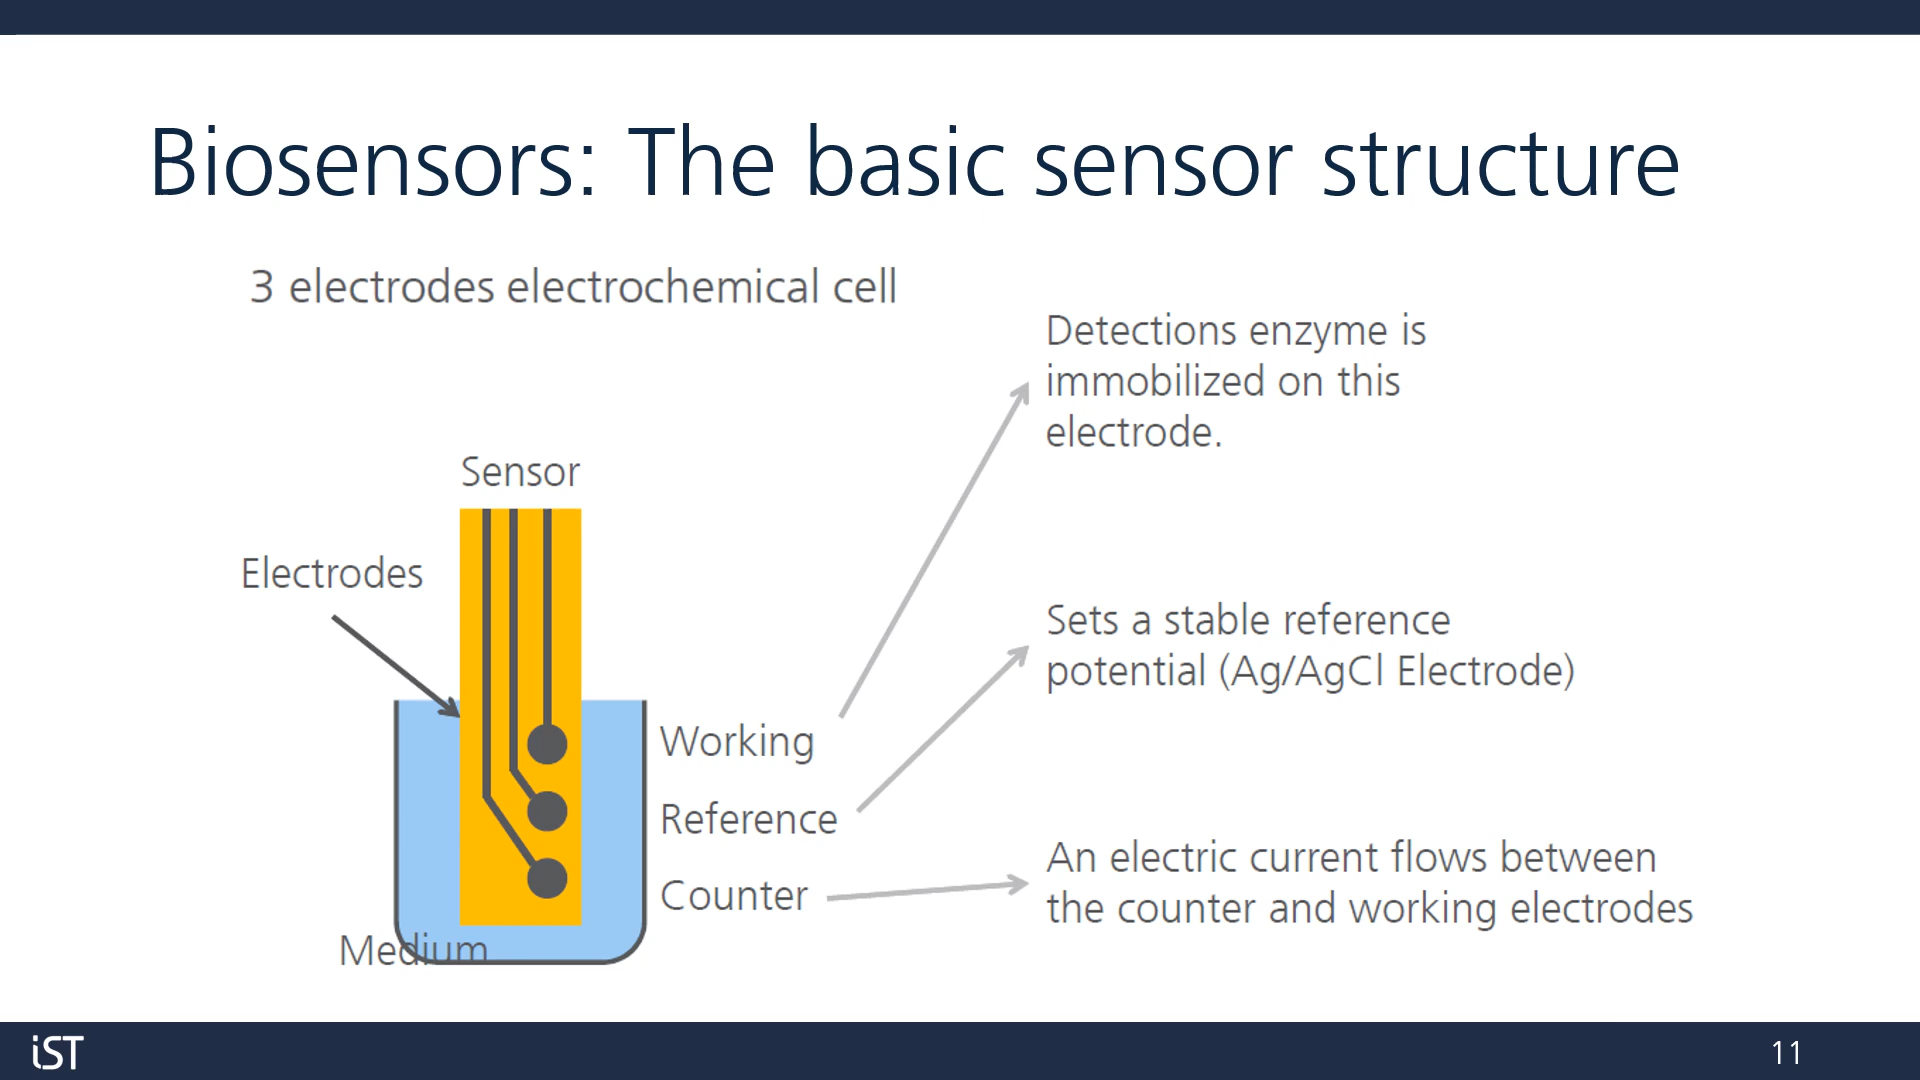 Biosensors: The basic sensor structure
3 electrodes electrochemical cell
Detections enzyme is
immobilized on this
electrode.
Sensor
Electrodes
Sets a stable reference
potential (Ag/AgCl Electrode)
Working
Reference
Counter
An electric current flows between
the counter and working electrodes
Medium
iST
11